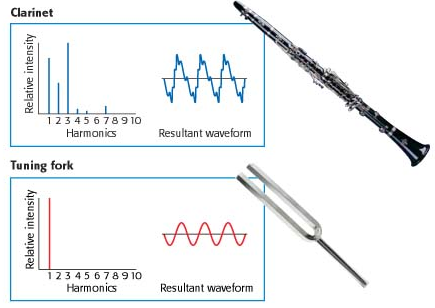 Clarinet
Relative intensity
1 2 3 4 5 6 7 8 9 10
Harmonics
Resultant waveform
Tuning fork
Relative intensity
1 2 3 4 5 6 7 8 9 10
Harmonics
Resultant waveform